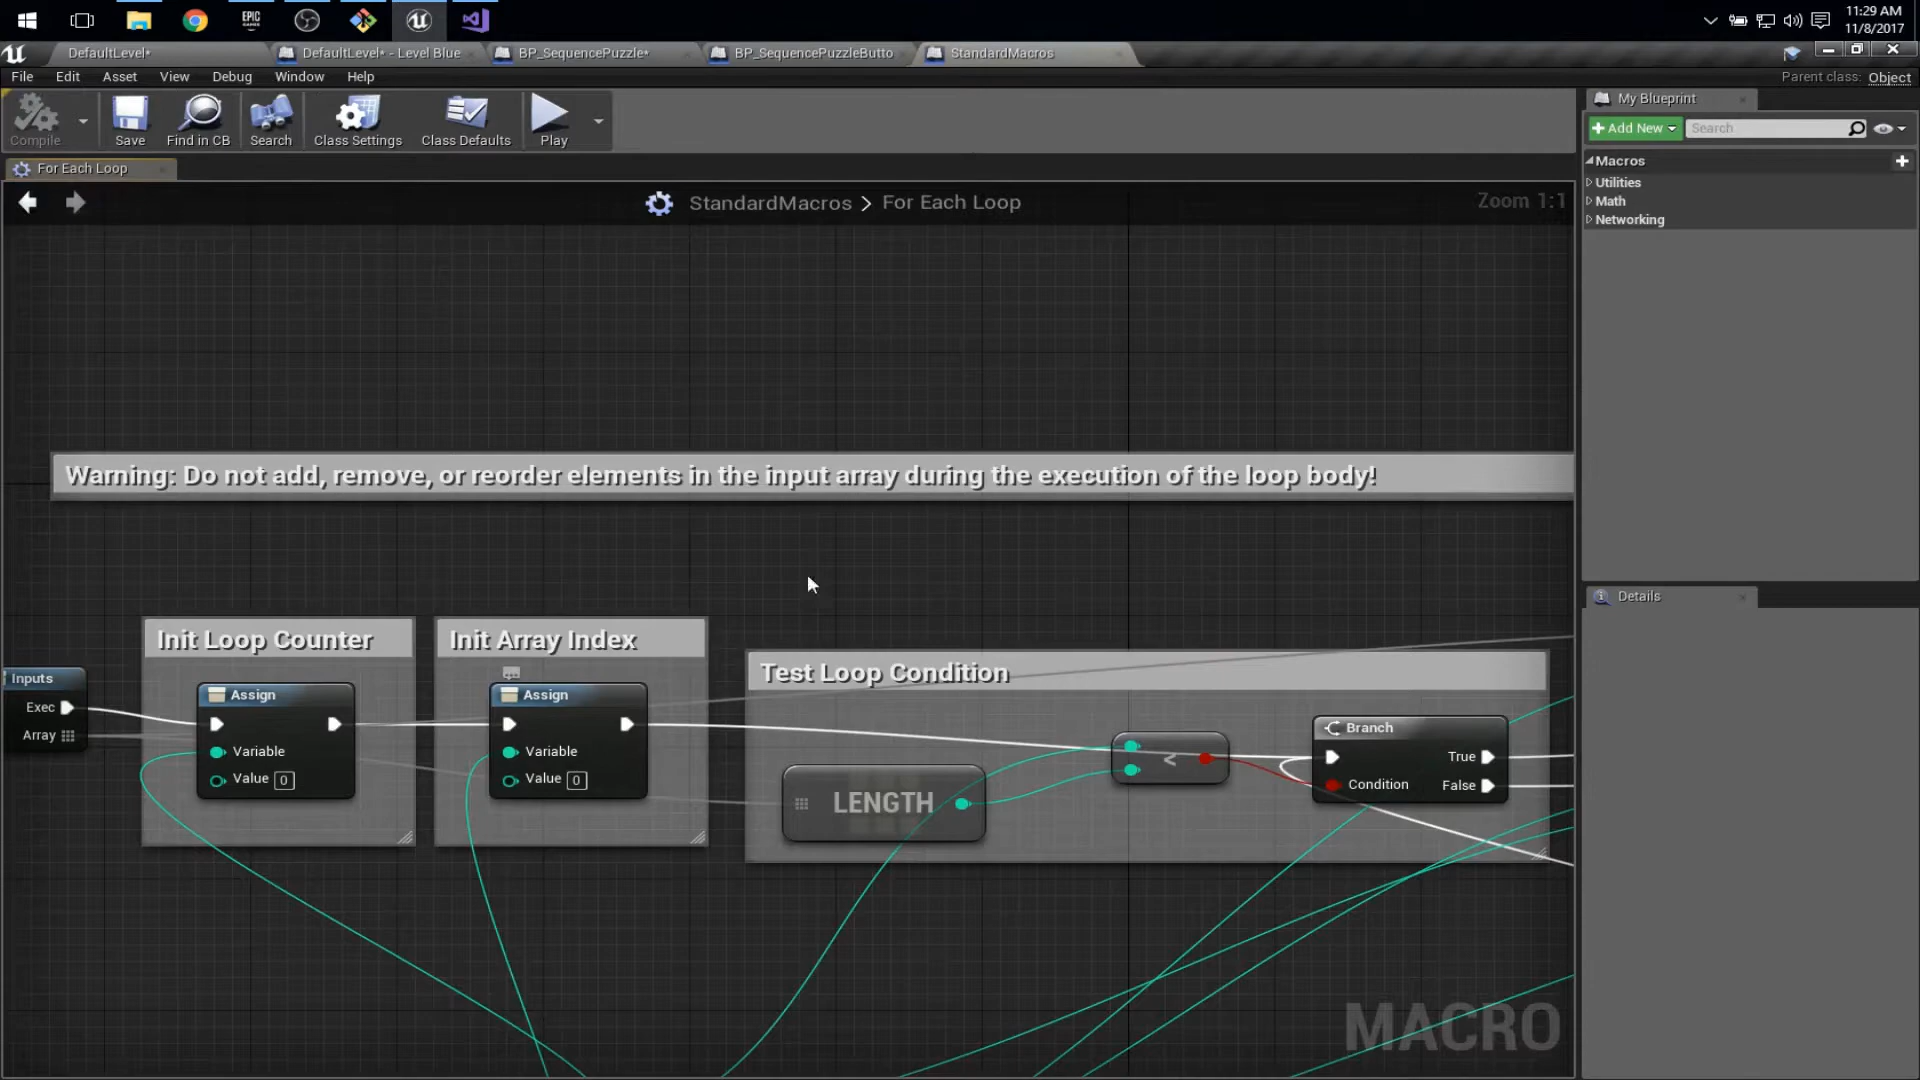 11:29 AM
11/8/2017
EPIC
GAMES
DefaultLevel*
DefaultLevel* - Level Blue
BP_SequencePuzzle*
BP_SequencePuzzleButto
StandardMacros
File Edit Asset View Debug Window Help
Parent class: Object
Compile
Save
Find in CB
Search
Class Settings
Class Defaults
Play
My Blueprint
Add New
Search
For Each Loop
StandardMacros > For Each Loop
Zoom 1:1
Macros
Utilities
Math
Networking
Warning: Do not add, remove, or reorder elements in the input array during the execution of the loop body!
Details
Inputs
Exec
Array
Init Loop Counter
Assign
Variable
Value 0
Init Array Index
Assign
Variable
Value 0
Test Loop Condition
LENGTH
<
Branch
True
Condition
False
MACRO